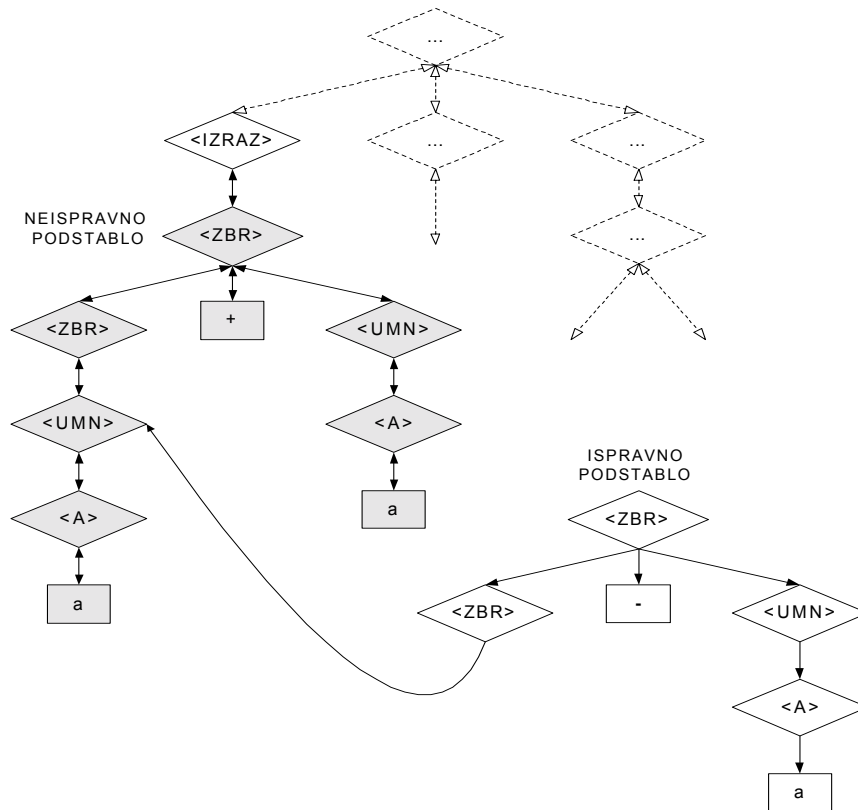 ...
<IZRAZ>
...
...
NEISPRAVNO
PODSTABLO
<ZBR>
...
<ZBR>
+
<UMN>
<UMN>
<A>
ISPRAVNO
PODSTABLO
<A>
a
<ZBR>
a
<ZBR>
-
<UMN>
<A>
a